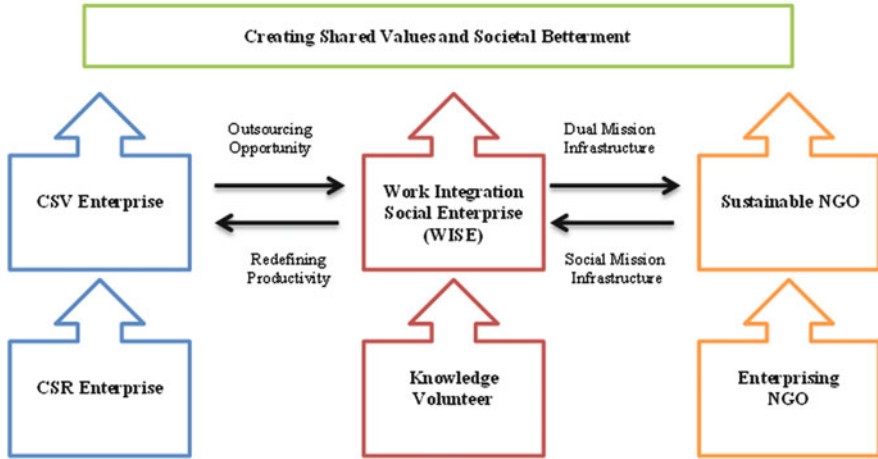 Creating Shared Values and Societal Betterment
Outsourcing
Opportunity
Dual Mission
Infrastructure
CSV Enterprise
Work Integration
Social Enterprise
(WISE)
Sustainable NGO
Redefining
Productivity
Social Mission
Infrastructure
CSR Enterprise
Knowledge
Volunteer
Enterprising
NGO